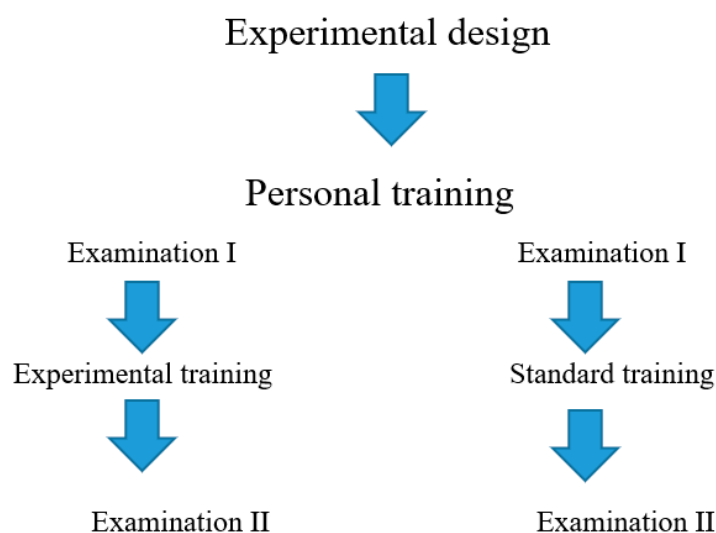 Experimental design
Personal training
Examination I
Examination I
Experimental training
Standard training
Examination II
Examination II